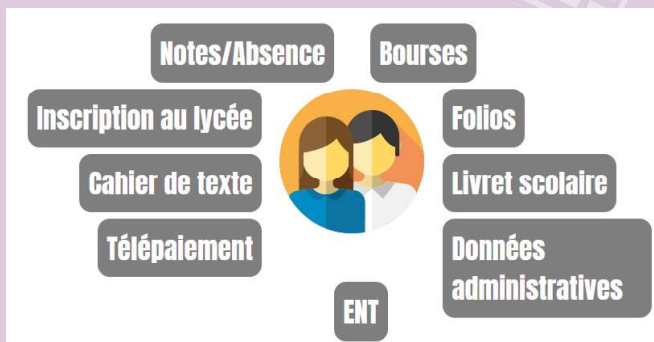 Notes/Absence
Bourses
Inscription au lycée
Folios
Cahier de texte
Livret scolaire
Télépaiement
Données
administratives
ENT